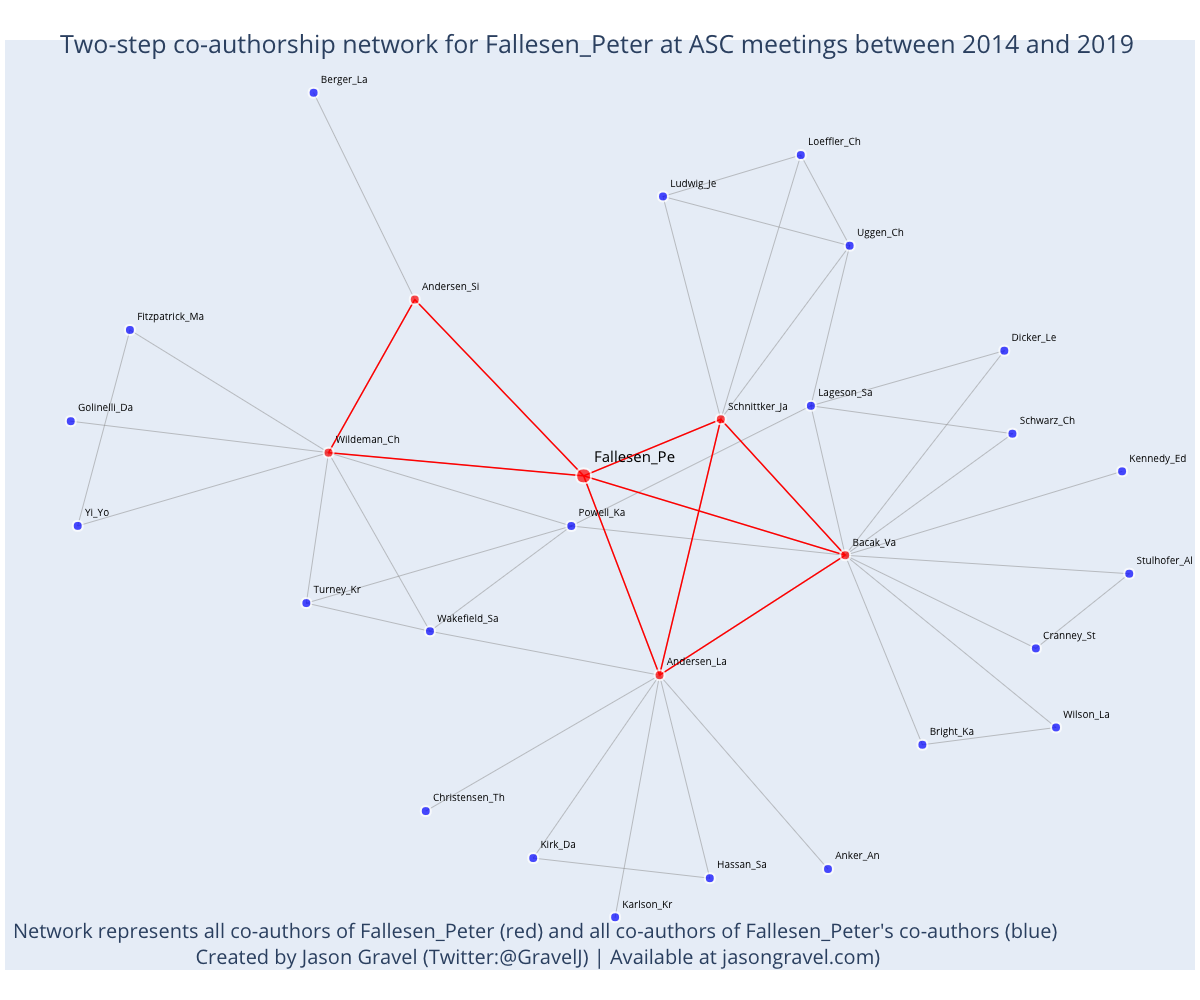 Two-step co-authorship network for Fallesen_Peter at ASC meetings between 2014 and 2019
Berger_La
Loeffler_Ch
Ludwig_Je
Uggen_Ch
Andersen_Si
Fitzpatrick_Ma
Dicker_Le
Lageson_Sa
Golinelli_Da
Schnittker_Ja
Schwarz_Ch
Wildeman_Ch
Fallesen_Pe
Kennedy_Ed
Yi_Yo
Powell_Ka
Bacak_Va
Stulhofer_Al
Turney_Kr
Wakefield_Sa
Cranney_St
Andersen_La
Wilson_La
Bright_Ka
Christensen_Th
Kirk_Da
Anker_An
Hassan_Sa
Karlson_Kr
Network represents all co-authors of Fallesen_Peter (red) and all co-authors of Fallesen_Peter's co-authors (blue)
Created by Jason Gravel (Twitter:@GravelJ) | Available at jasongravel.com)